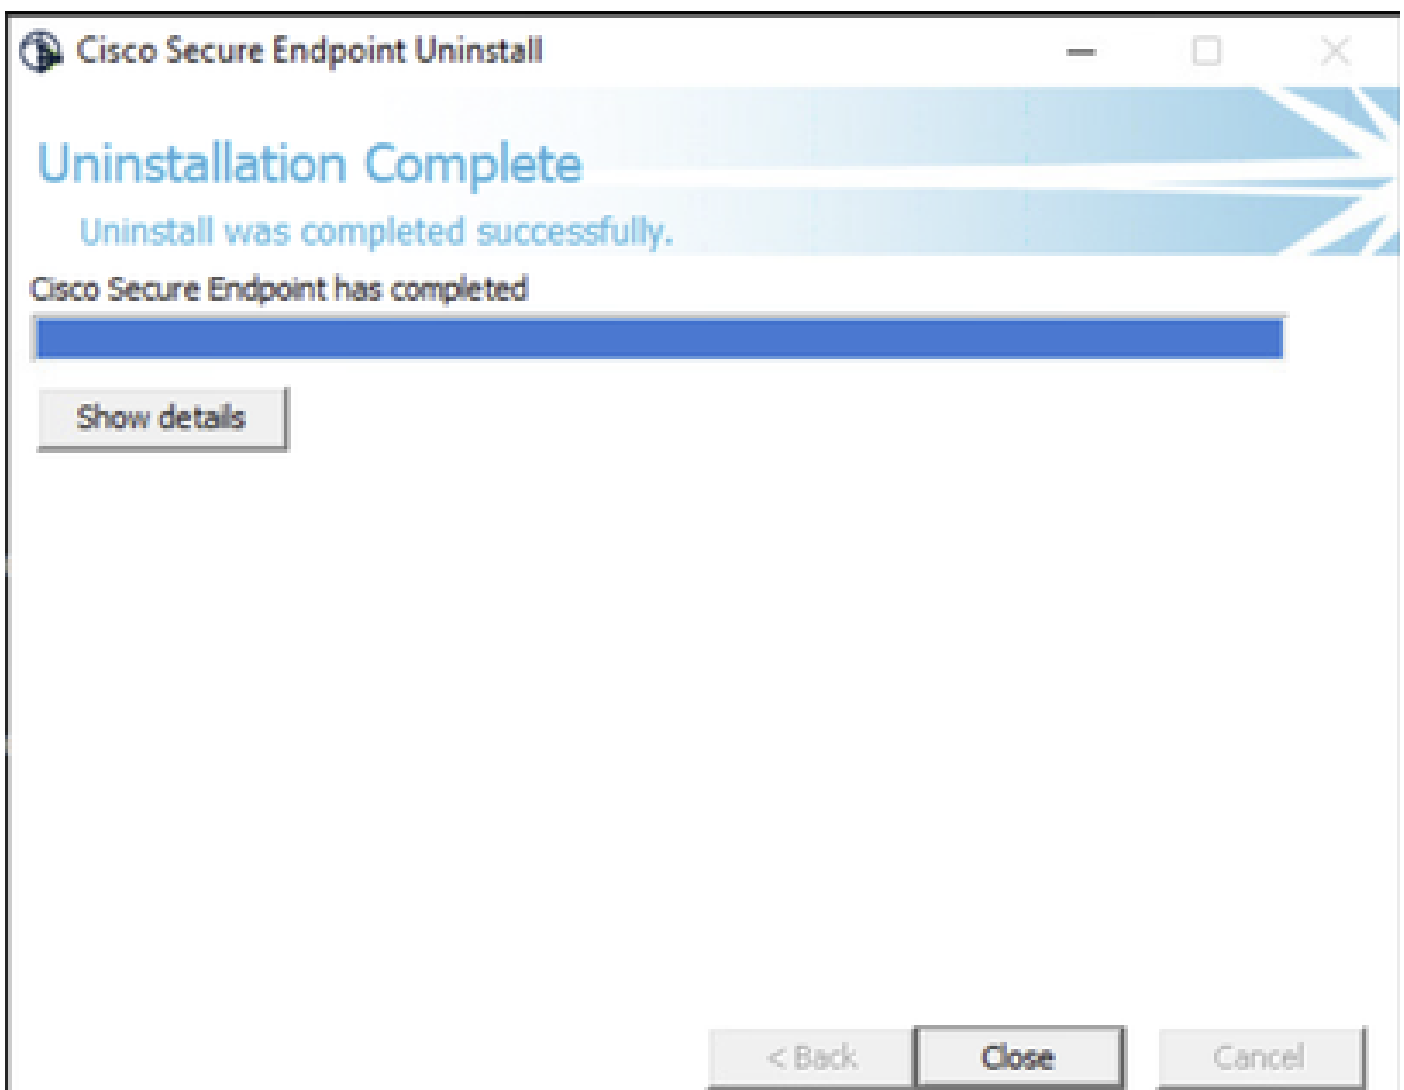 Cisco Secure Endpoint Uninstall
Uninstallation Complete
Uninstall was completed successfully.
Cisco Secure Endpoint has completed
Show details
< Back
Close
Cancel